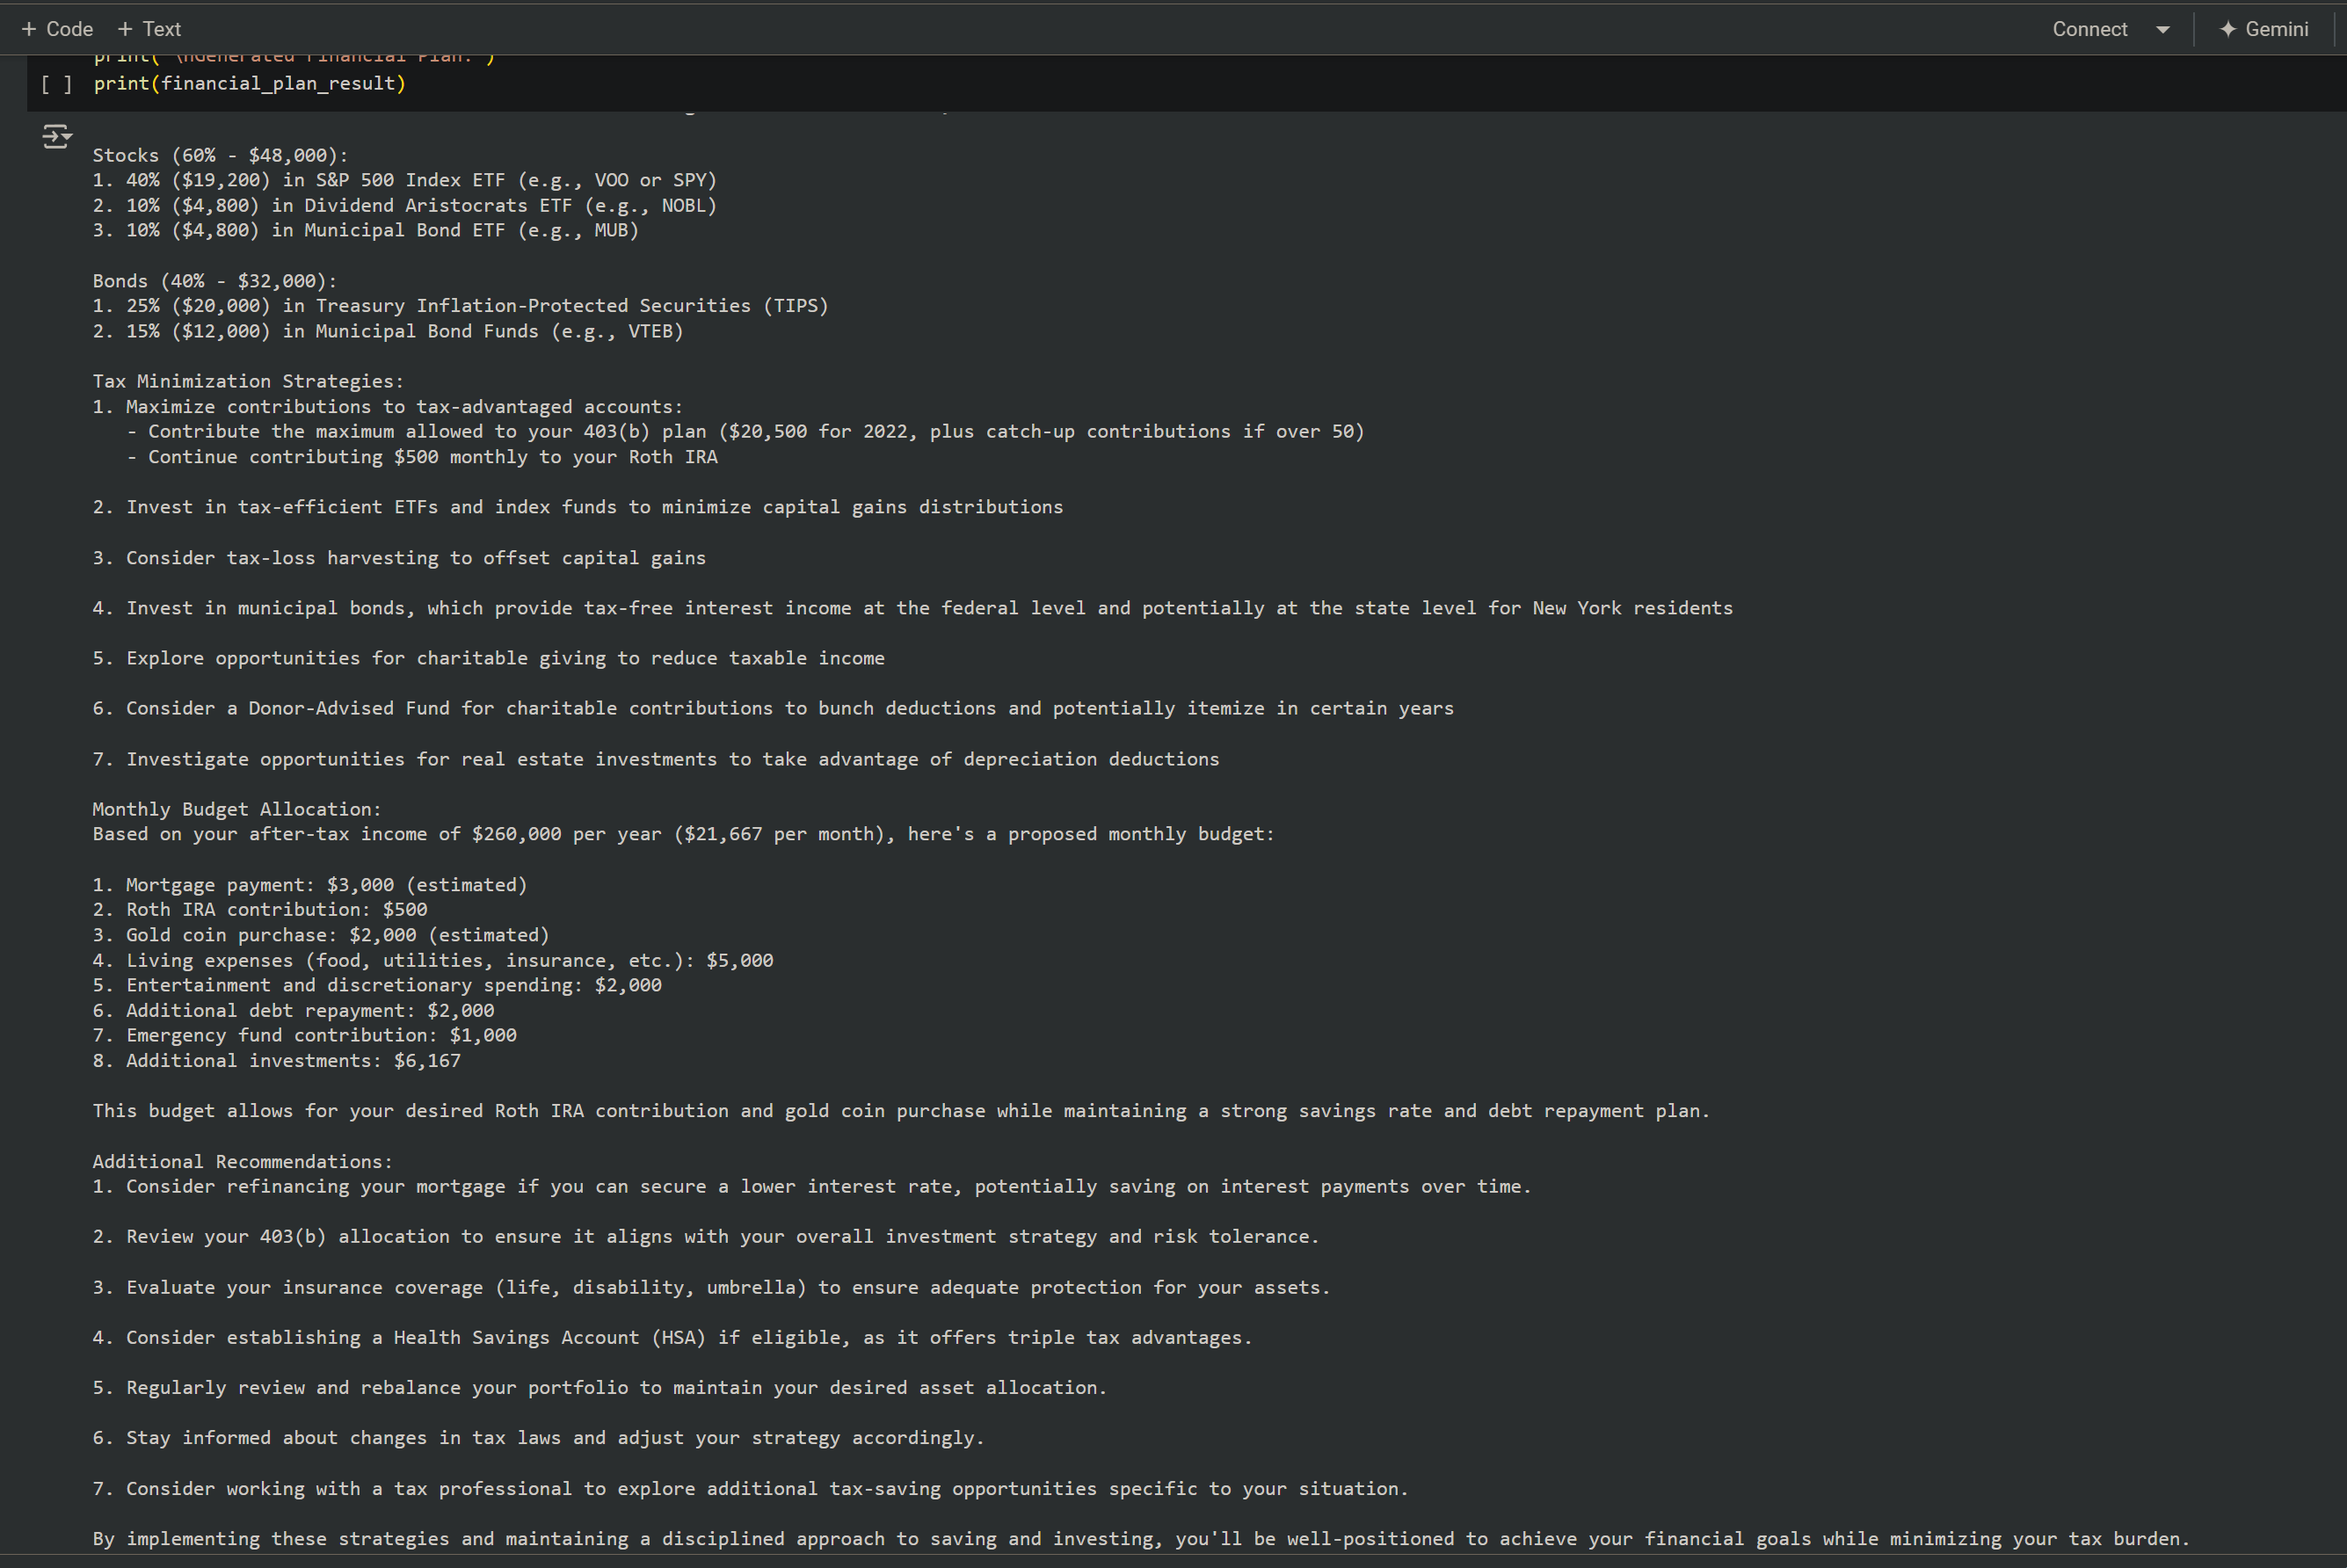 + Code + Text Connect Gemini
print("\nGenerated Financial Plan:")
[ ] print(financial_plan_result)
Stocks (60% - $48,000):
1. 40% ($19,200) in S&P 500 Index ETF (e.g., VOO or SPY)
2. 10% ($4,800) in Dividend Aristocrats ETF (e.g., NOBL)
3. 10% ($4,800) in Municipal Bond ETF (e.g., MUB)
Bonds (40% - $32,000):
1. 25% ($20,000) in Treasury Inflation-Protected Securities (TIPS)
2. 15% ($12,000) in Municipal Bond Funds (e.g., VTEB)
Tax Minimization Strategies:
1. Maximize contributions to tax-advantaged accounts:
- Contribute the maximum allowed to your 403(b) plan ($20,500 for 2022, plus catch-up contributions if over 50)
- Continue contributing $500 monthly to your Roth IRA
2. Invest in tax-efficient ETFs and index funds to minimize capital gains distributions
3. Consider tax-loss harvesting to offset capital gains
4. Invest in municipal bonds, which provide tax-free interest income at the federal level and potentially at the state level for New York residents
5. Explore opportunities for charitable giving to reduce taxable income
6. Consider a Donor-Advised Fund for charitable contributions to bunch deductions and potentially itemize in certain years
7. Investigate opportunities for real estate investments to take advantage of depreciation deductions
Monthly Budget Allocation:
Based on your after-tax income of $260,000 per year ($21,667 per month), here's a proposed monthly budget:
1. Mortgage payment: $3,000 (estimated)
2. Roth IRA contribution: $500
3. Gold coin purchase: $2,000 (estimated)
4. Living expenses (food, utilities, insurance, etc.): $5,000
5. Entertainment and discretionary spending: $2,000
6. Additional debt repayment: $2,000
7. Emergency fund contribution: $1,000
8. Additional investments: $6,167
This budget allows for your desired Roth IRA contribution and gold coin purchase while maintaining a strong savings rate and debt repayment plan.
Additional Recommendations:
1. Consider refinancing your mortgage if you can secure a lower interest rate, potentially saving on interest payments over time.
2. Review your 403(b) allocation to ensure it aligns with your overall investment strategy and risk tolerance.
3. Evaluate your insurance coverage (life, disability, umbrella) to ensure adequate protection for your assets.
4. Consider establishing a Health Savings Account (HSA) if eligible, as it offers triple tax advantages.
5. Regularly review and rebalance your portfolio to maintain your desired asset allocation.
6. Stay informed about changes in tax laws and adjust your strategy accordingly.
7. Consider working with a tax professional to explore additional tax-saving opportunities specific to your situation.
By implementing these strategies and maintaining a disciplined approach to saving and investing, you'll be well-positioned to achieve your financial goals while minimizing your tax burden.